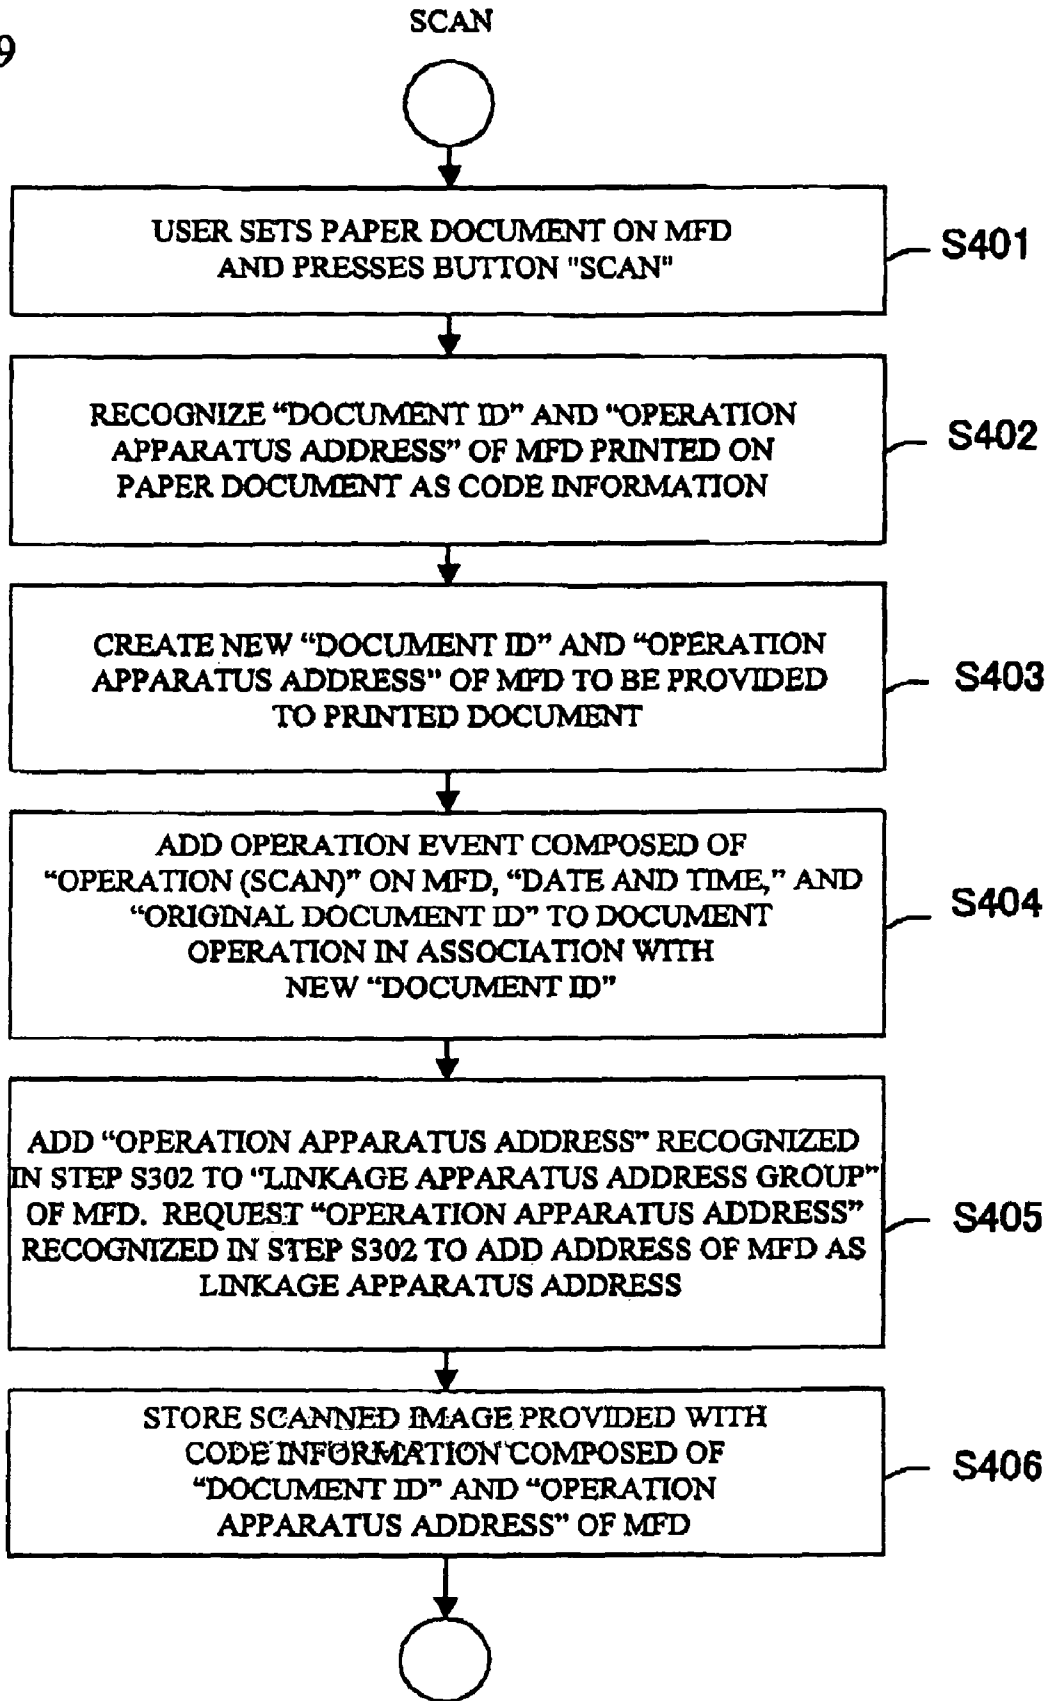 SCAN
9
USER SETS PAPER DOCUMENT ON MFD
AND PRESSES BUTTON "SCAN"
S401
RECOGNIZE “DOCUMENT ID” AND “OPERATION
APPARATUS ADDRESS” OF MFD PRINTED ON
PAPER DOCUMENT AS CODE INFORMATION
S402
CREATE NEW “DOCUMENT ID” AND “OPERATION
APPARATUS ADDRESS” OF MFD TO BE PROVIDED
TO PRINTED DOCUMENT
S403
ADD OPERATION EVENT COMPOSED OF
“OPERATION (SCAN)” ON MFD, “DATE AND TIME,” AND
“ORIGINAL DOCUMENT ID” TO DOCUMENT
OPERATION IN ASSOCIATION WITH
NEW “DOCUMENT ID”
S404
ADD “OPERATION APPARATUS ADDRESS” RECOGNIZED
IN STEP S302 TO “LINKAGE APPARATUS ADDRESS GROUP”
OF MFD. REQUEST “OPERATION APPARATUS ADDRESS”
RECOGNIZED IN STEP S302 TO ADD ADDRESS OF MFD AS
LINKAGE APPARATUS ADDRESS
S405
STORE SCANNED IMAGE PROVIDED WITH
CODE INFORMATION COMPOSED OF
“DOCUMENT ID” AND “OPERATION
APPARATUS ADDRESS” OF MFD
S406